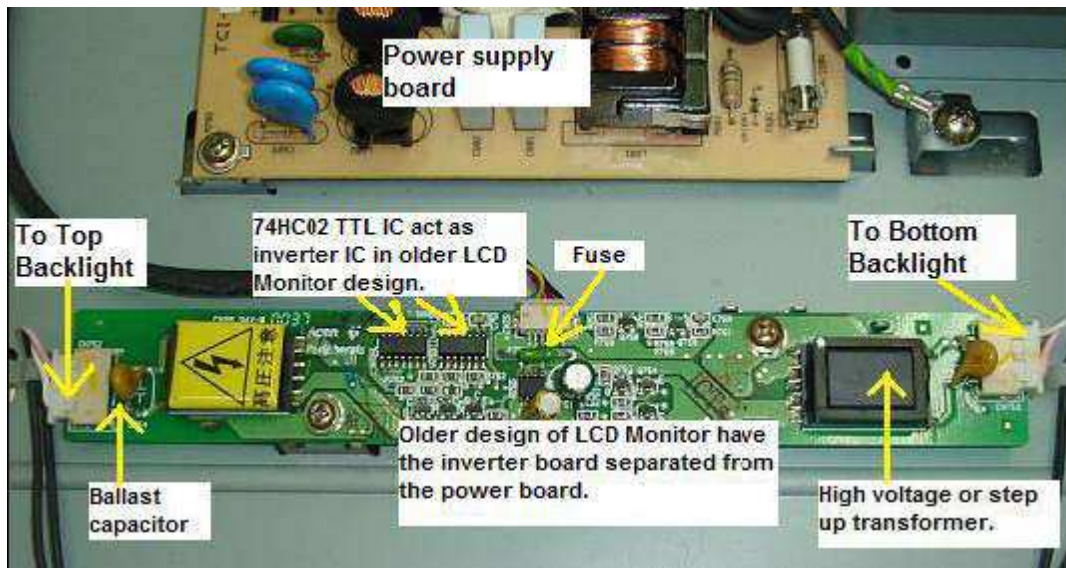 Power supply
board
To Top
Backlight
74HC02 TTL IC act as
inverter IC in older LCD
Monitor design.
Fuse
To Bottom
Backlight
0037
Older design of LCD Monitor have
the inverter board separated from
the power board.
Ballast
capacitor
High voltage or step
up transformer.